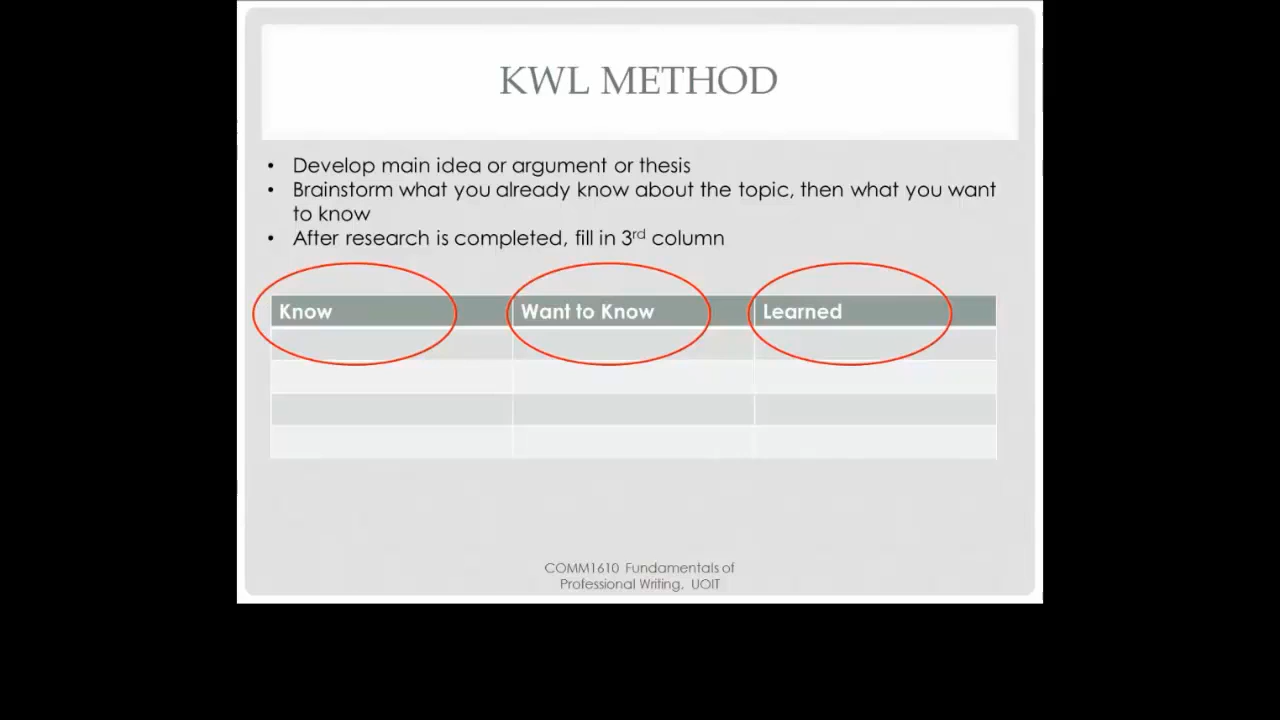 KWL METHOD
• Develop main idea or argument or thesis
• Brainstorm what you already know about the topic, then what you want
to know
• After research is completed, fill in 3rd column
Know Want to Know Learned
COMM1610 Fundamentals of
Professional Writing, UOIT